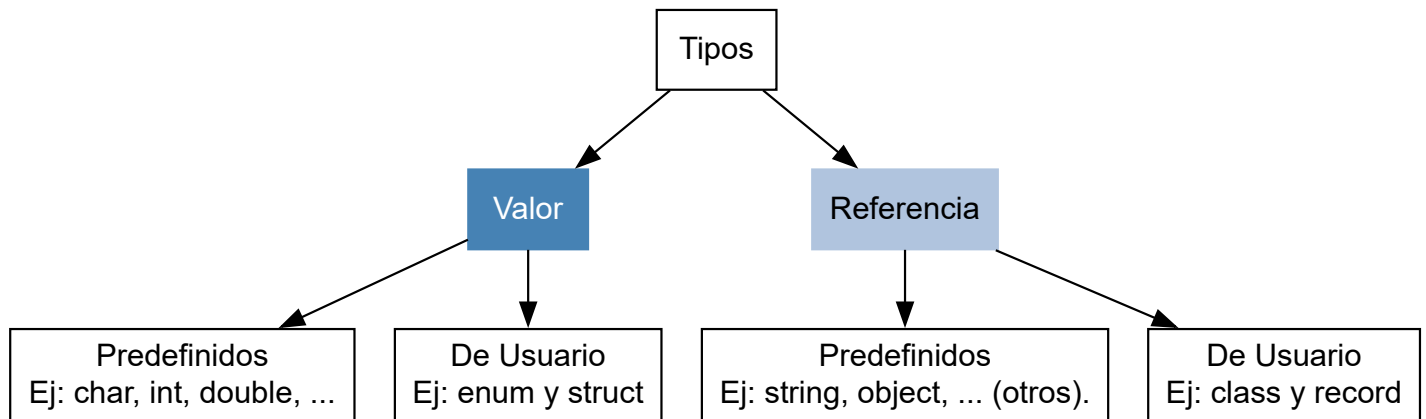 Tipos
Valor
Referencia
Predefinidos
Ej: char, int, double, ...
De Usuario
Ej: enum y struct
Predefinidos
Ej: string, object, ... (otros).
De Usuario
Ej: class y record